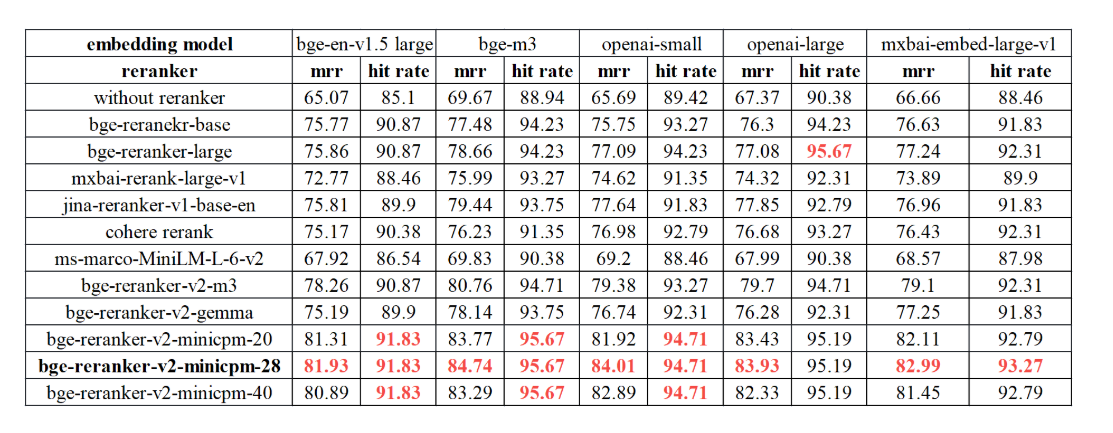 embedding model bge-en-v1.5 large bge-m3 openai-small openai-large mxbai-embed-large-v1
reranker mrr hit rate mrr hit rate mrr hit rate mrr hit rate mrr hit rate
without reranker 65.07 85.1 69.67 88.94 65.69 89.42 67.37 90.38 66.66 88.46
bge-reranekr-base 75.77 90.87 77.48 94.23 75.75 93.27 76.3 94.23 76.63 91.83
bge-reranker-large 75.86 90.87 78.66 94.23 77.09 94.23 77.08 95.67 77.24 92.31
mxbai-rerank-large-v1 72.77 88.46 75.99 93.27 74.62 91.35 74.32 92.31 73.89 89.9
jina-reranker-v1-base-en 75.81 89.9 79.44 93.75 77.64 91.83 77.85 92.79 76.96 91.83
cohere rerank 75.17 90.38 76.23 91.35 76.98 92.79 76.68 93.27 76.43 92.31
ms-marco-MiniLM-L-6-v2 67.92 86.54 69.83 90.38 69.2 88.46 67.99 90.38 68.57 87.98
bge-reranker-v2-m3 78.26 90.87 80.76 94.71 79.38 93.27 79.7 94.71 79.1 92.31
bge-reranker-v2-gemma 75.19 89.9 78.14 93.75 76.74 92.31 76.28 92.31 77.25 91.83
bge-reranker-v2-minicpm-20 81.31 91.83 83.77 95.67 81.92 94.71 83.43 95.19 82.11 92.79
bge-reranker-v2-minicpm-28 81.93 91.83 84.74 95.67 84.01 94.71 83.93 95.19 82.99 93.27
bge-reranker-v2-minicpm-40 80.89 91.83 83.29 95.67 82.89 94.71 82.33 95.19 81.45 92.79